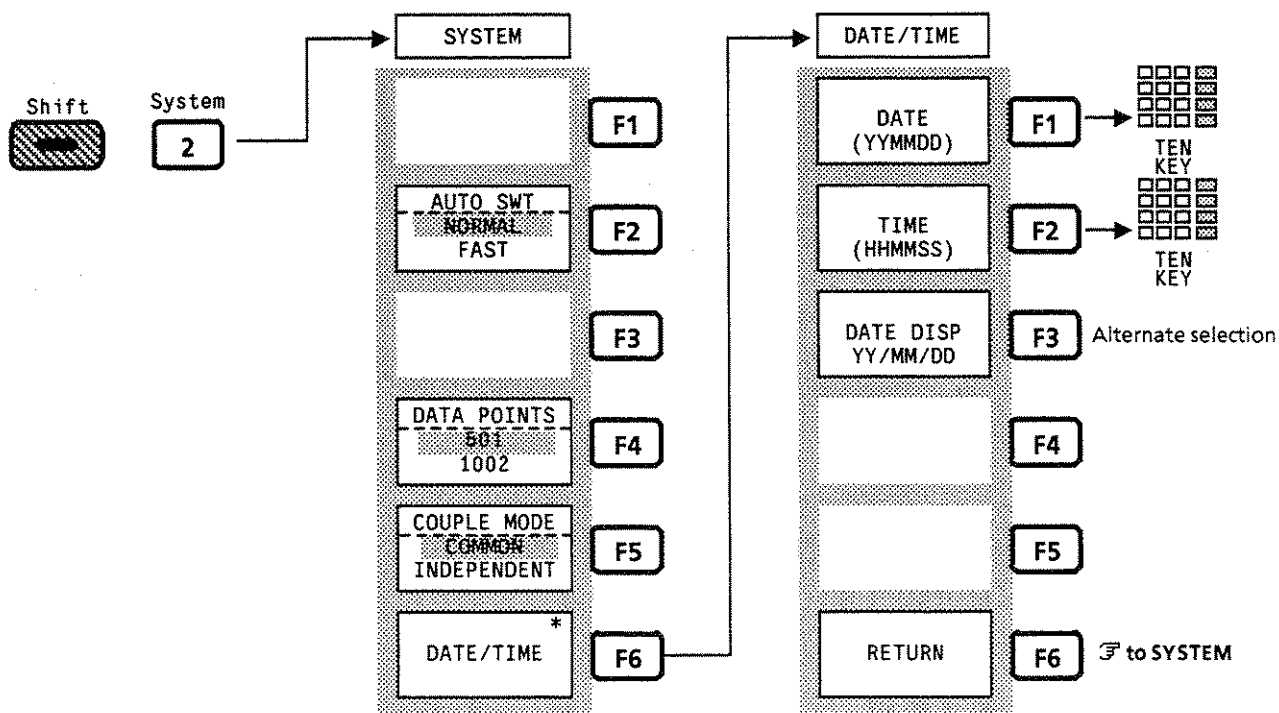 Shift
System
2
SYSTEM
F1
AUTO SWT
NORMAL
FAST
F2
F3
DATA POINTS
501
1002
F4
COUPLE MODE
COMMON
INDEPENDENT
F5
*
DATE/TIME
F6
DATE/TIME
DATE
(YYMMDD)
F1
TEN
KEY
TIME
(HHMMSS)
F2
TEN
KEY
DATE DISP
YY/MM/DD
F3
Alternate selection
F4
F5
RETURN
F6
☞ to SYSTEM